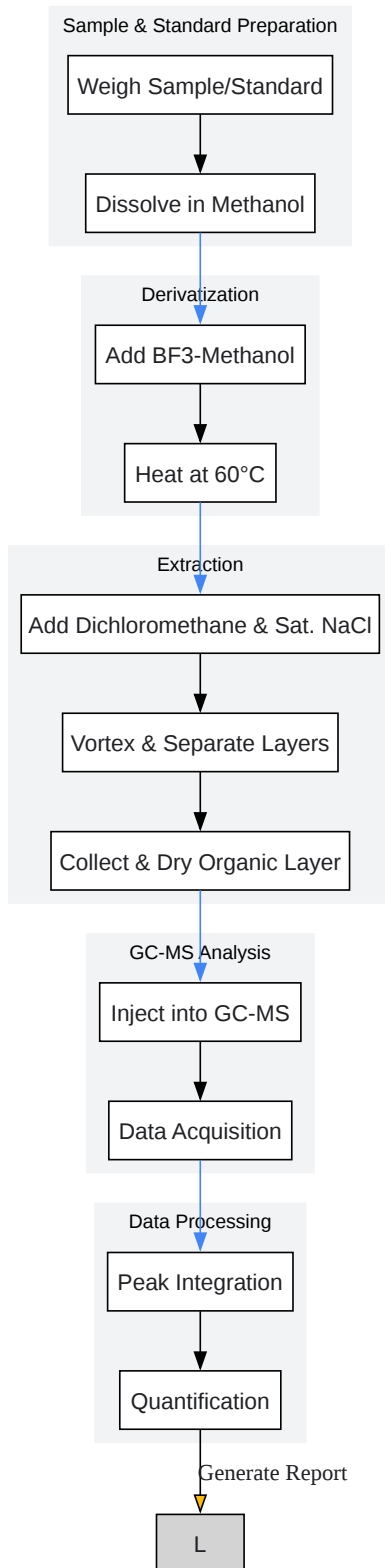 Sample & Standard Preparation
Weigh Sample/Standard
Dissolve in Methanol
Derivatization
Add BF3-Methanol
Heat at 60°C
Extraction
Add Dichloromethane & Sat. NaCl
Vortex & Separate Layers
Collect & Dry Organic Layer
GC-MS Analysis
Inject into GC-MS
Data Acquisition
Data Processing
Peak Integration
Quantification
Generate Report
L